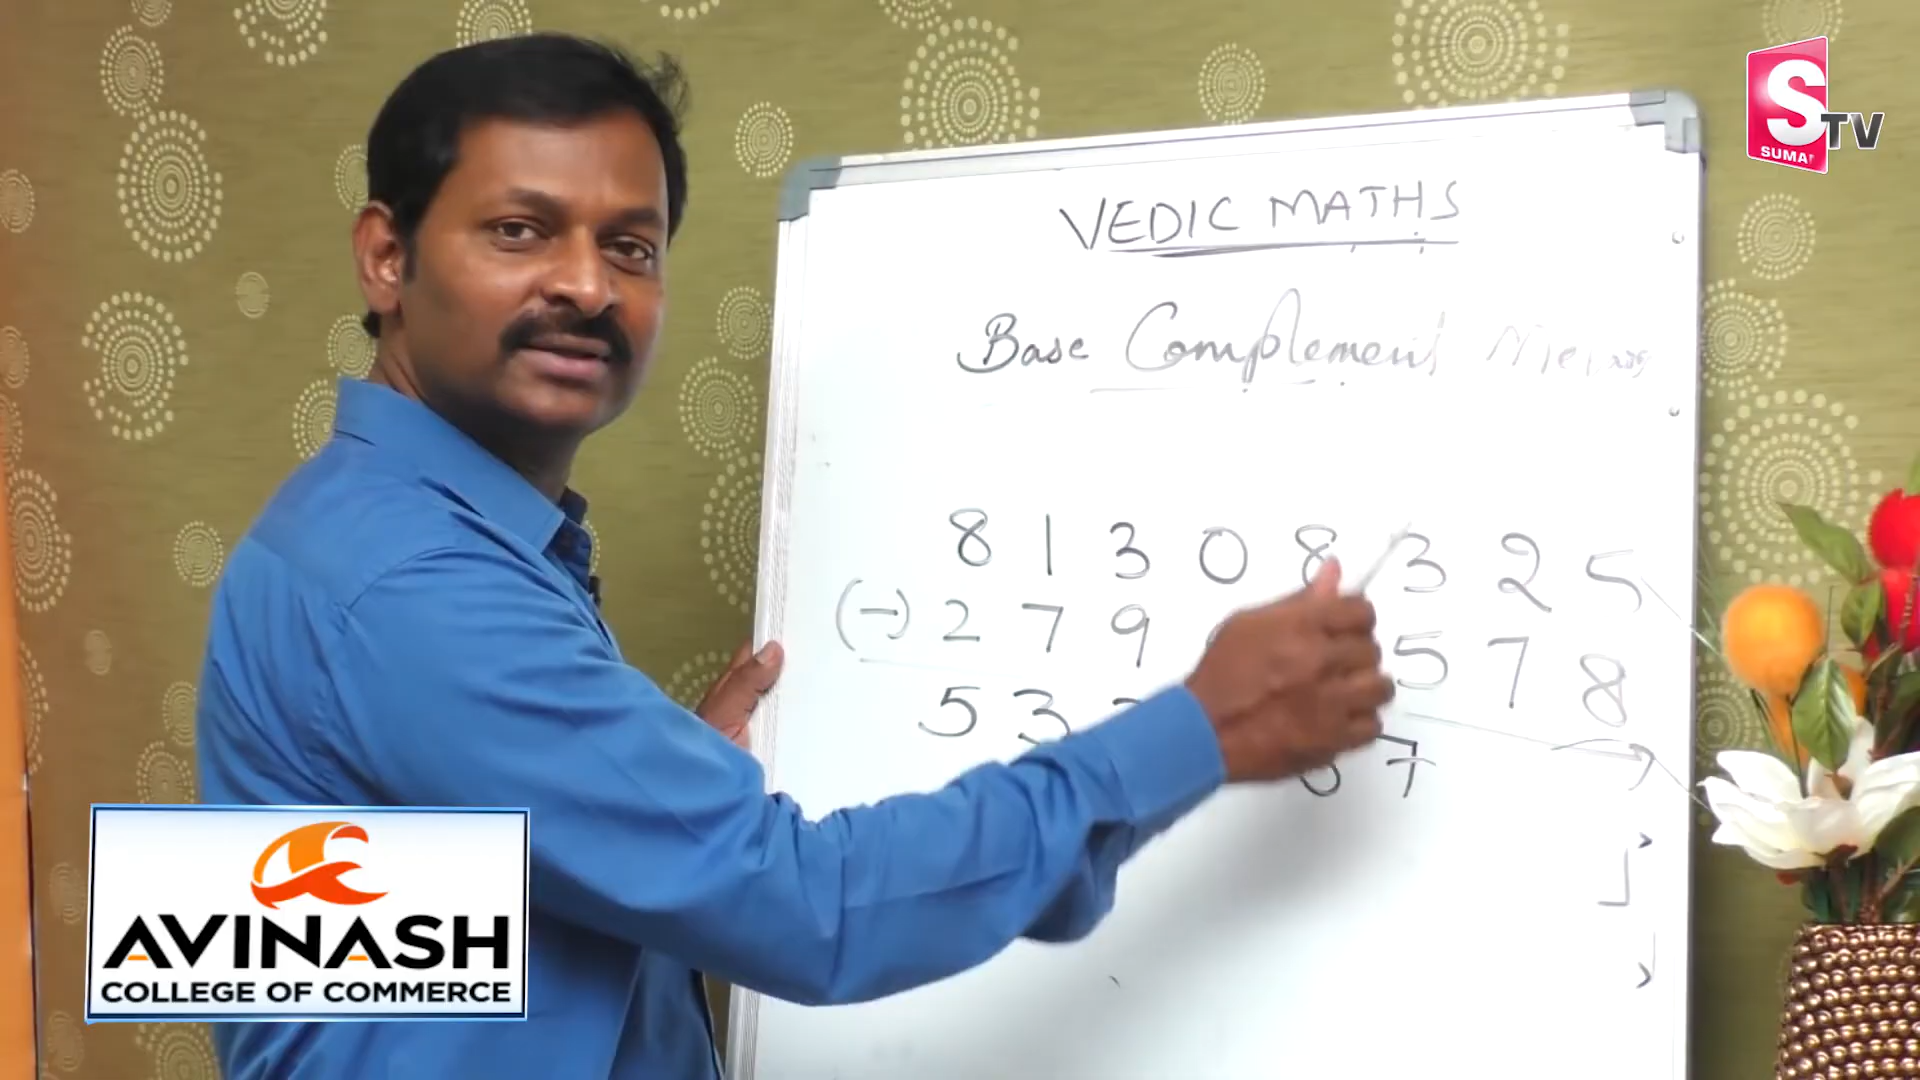 S
TV
SUMAN
VEDIC MATHS
Base Complement
8 1 3 0 8 3 2 5
(-) 2 7 9 5 7 8
5 3 7
AVINASH
COLLEGE OF COMMERCE